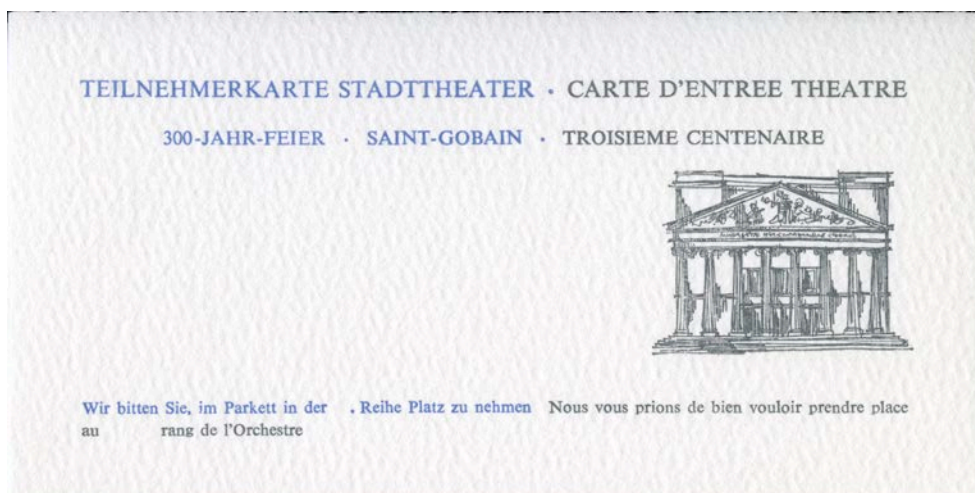 TEILNEHMERKARTE STADTTHEATER · CARTE D'ENTREE THEATRE
300-JAHR-FEIER · SAINT-GOBAIN · TROISIEME CENTENAIRE
Wir bitten Sie, im Parkett in der . Reihe Platz zu nehmen Nous vous prions de bien vouloir prendre place
au rang de l'Orchestre